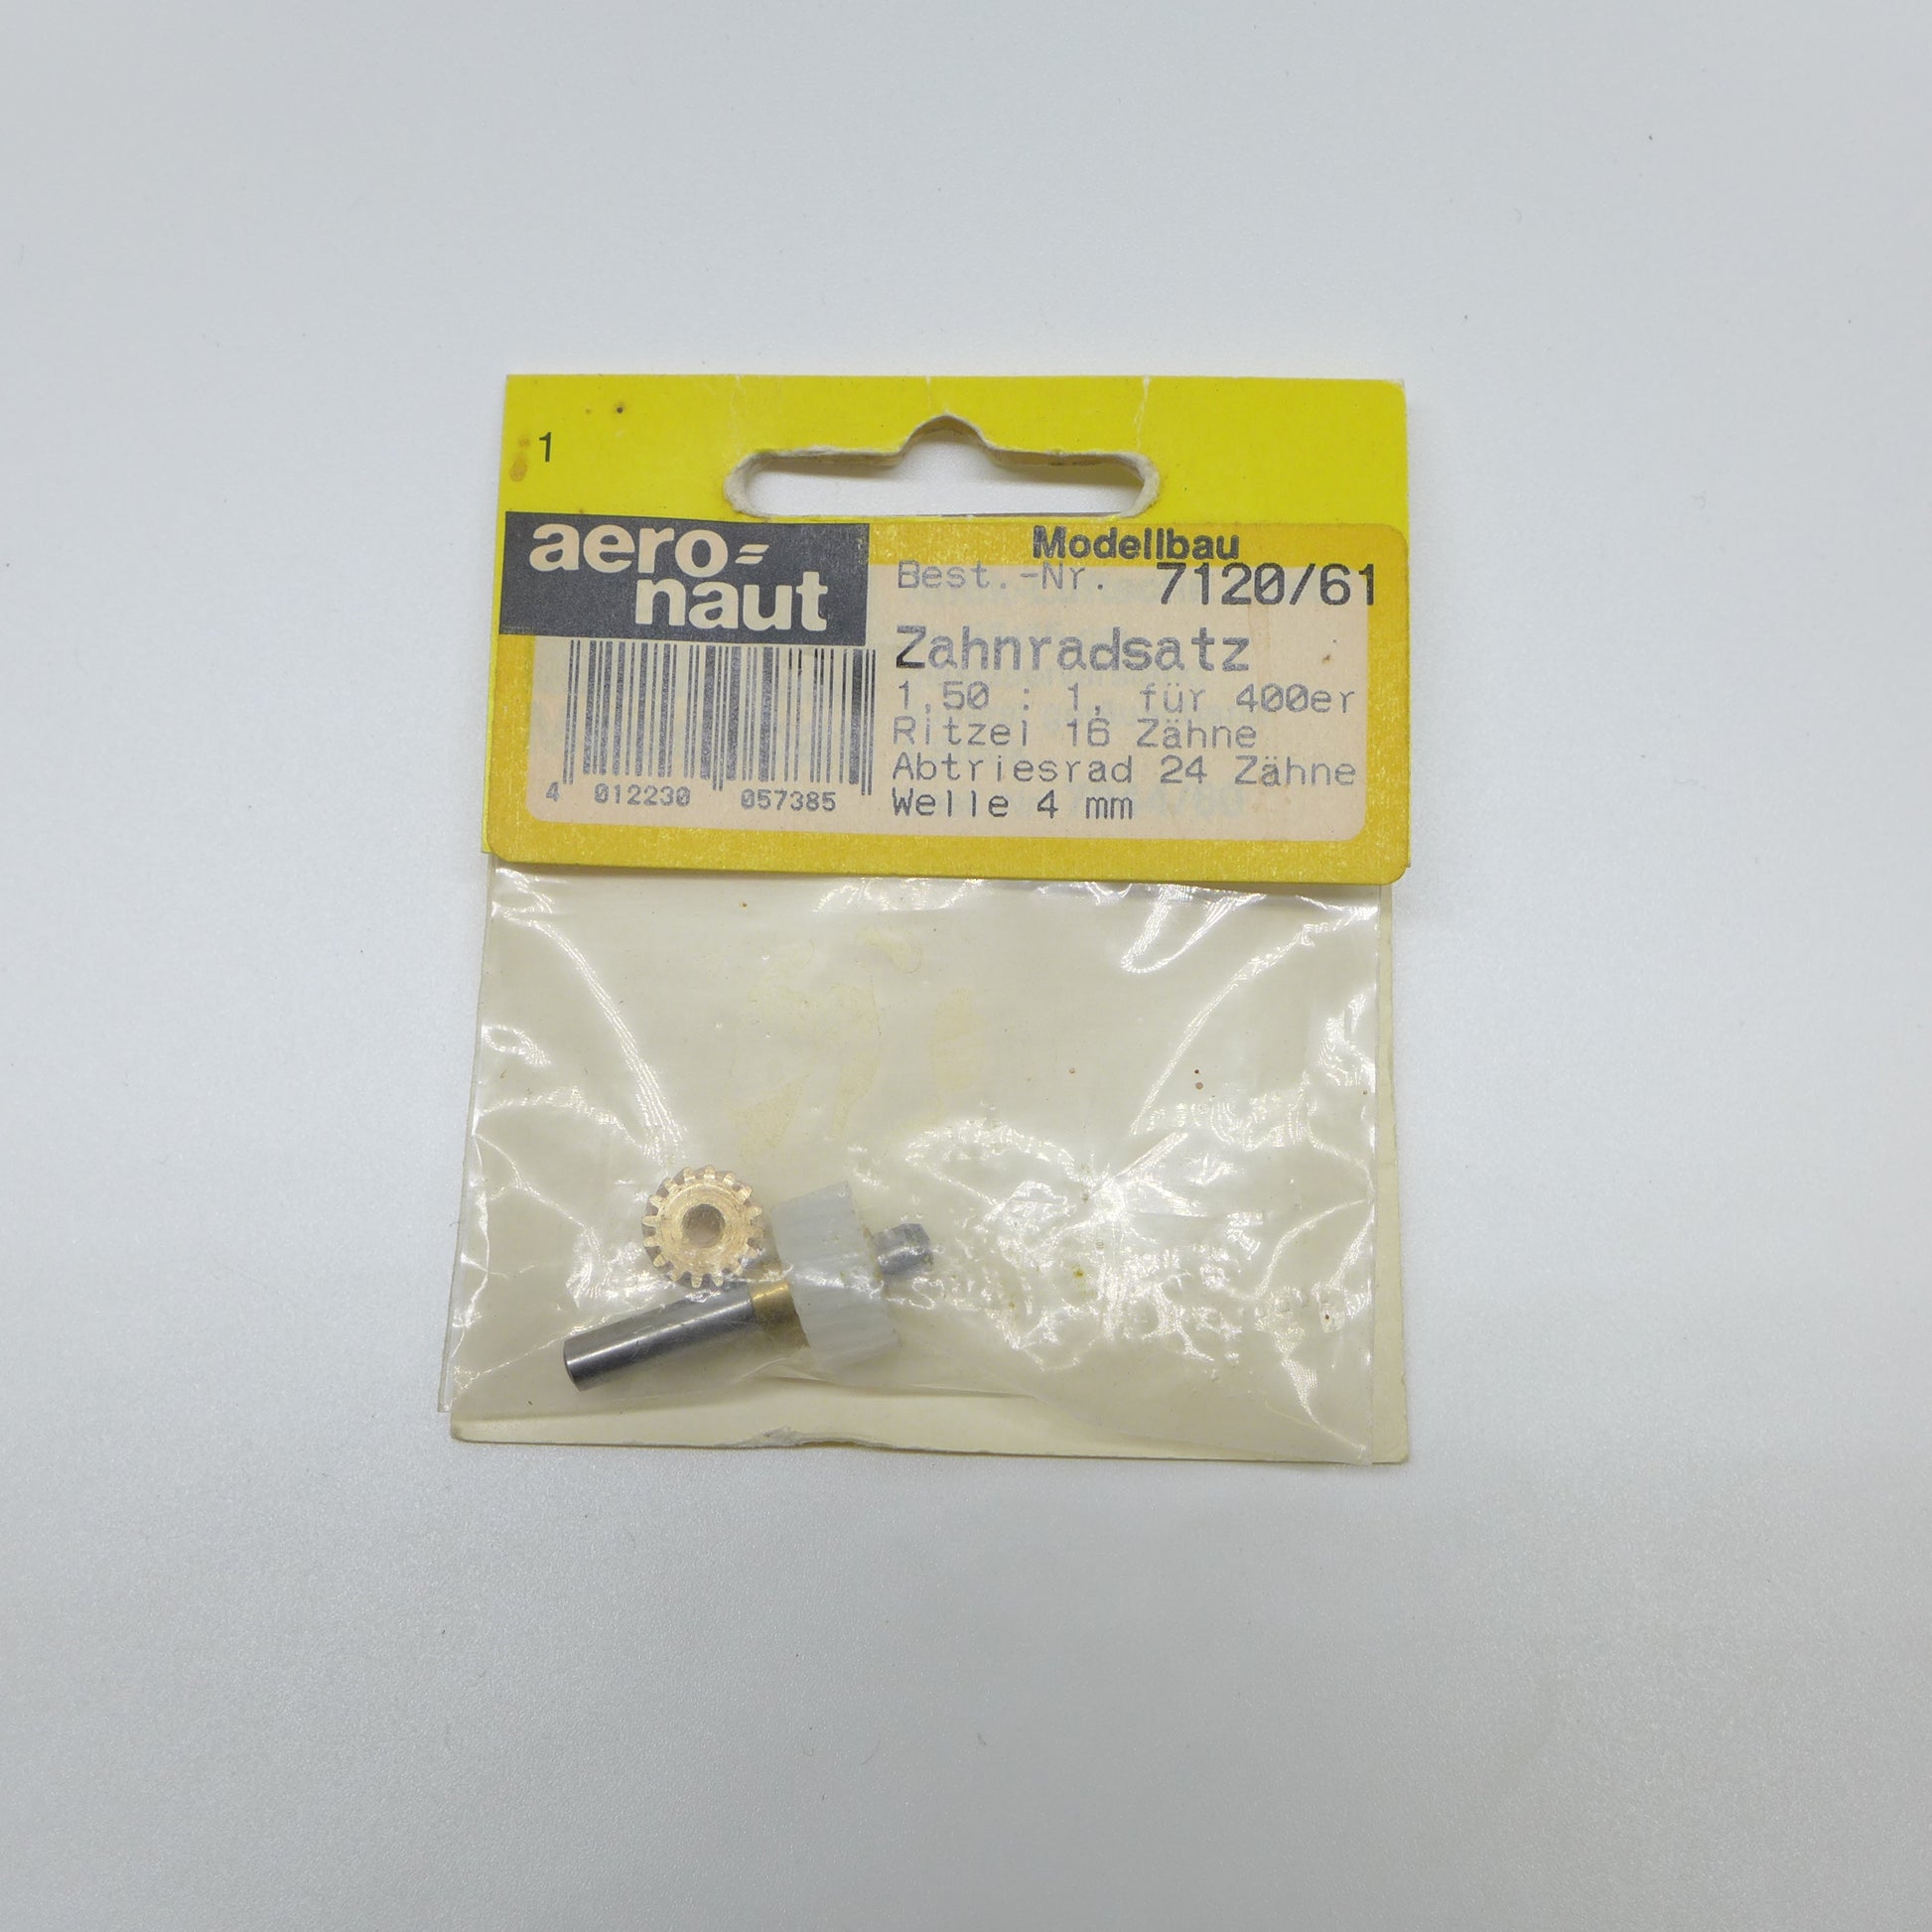 1
aero=
naut
Modellbau
Best.-Nr. 7120/61
Zahnradsatz
1,50 : 1, für 400er
Ritzel 16 Zähne
Abtriesrad 24 Zähne
Welle 4 mm
4 012230 057385